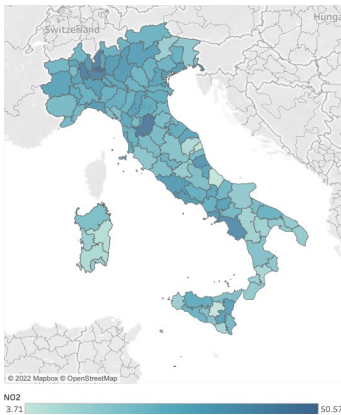 Switzerland
Hunga
© 2022 Mapbox © OpenStreetMap
NO2
3.71
50.57